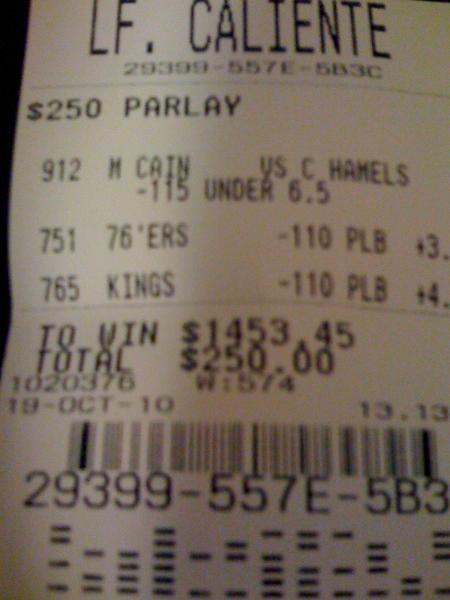 LF. CALIENTE
29399-557E-5B3C
$250 PARLAY
912 M CAIN VS C HAMELS
-115 UNDER 6.5
751 76'ERS -110 PLB +3.
765 KINGS -110 PLB +4.
TO WIN $1453.45
TOTAL $250.00
1020376 W:574
19-OCT-10 13.13
29399-557E-5B3